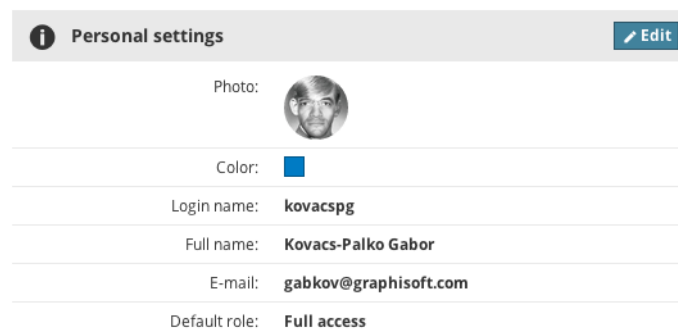 Personal settings
Edit
Photo:
Color:
Login name: kovacspg
Full name: Kovacs-Palko Gabor
E-mail: gabkov@graphisoft.com
Default role: Full access